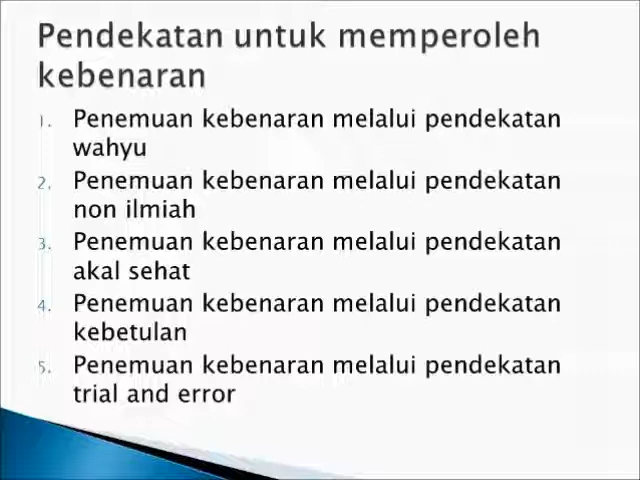 Pendekatan untuk memperoleh
kebenaran
1. Penemuan kebenaran melalui pendekatan
wahyu
2. Penemuan kebenaran melalui pendekatan
non ilmiah
3. Penemuan kebenaran melalui pendekatan
akal sehat
4. Penemuan kebenaran melalui pendekatan
kebetulan
5. Penemuan kebenaran melalui pendekatan
trial and error